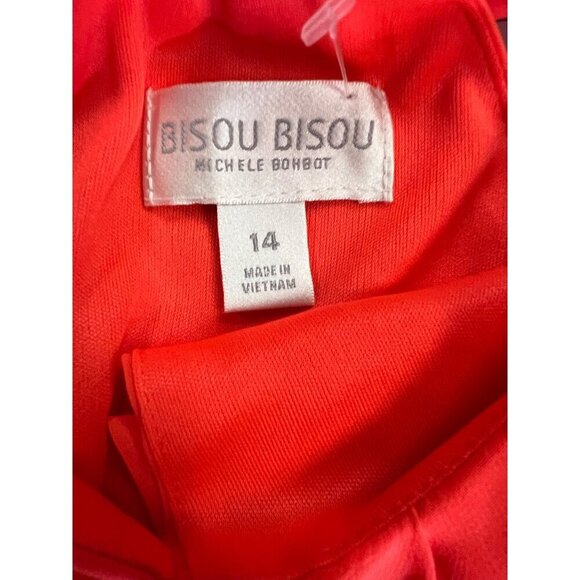 BISOU BISOU
MICHELE BOHBOT
14
MADE IN
VIETNAM